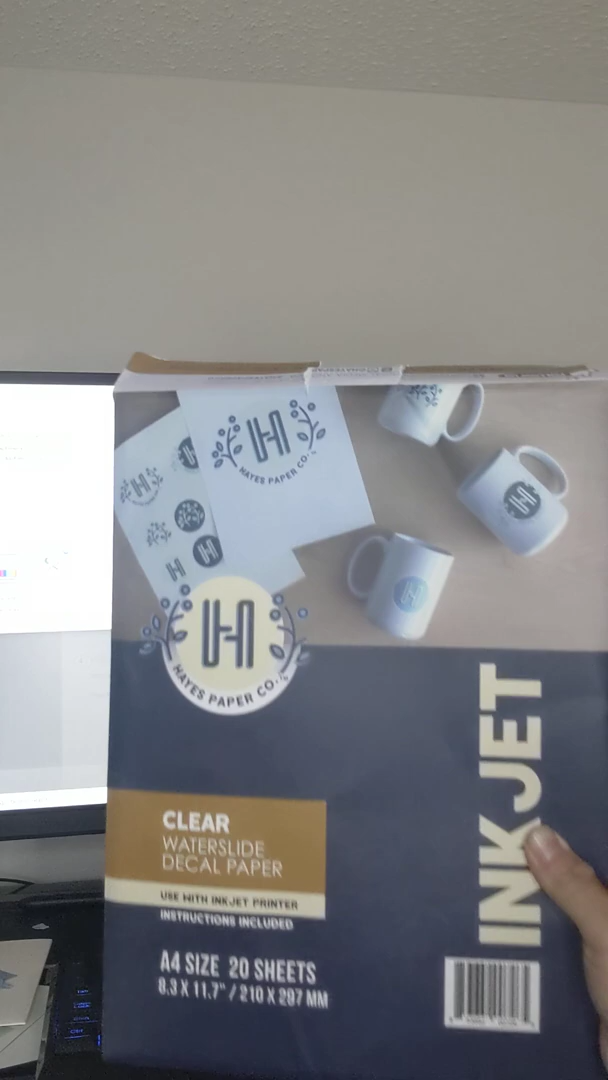 H
HAYES PAPER CO.
H
H
H
H
HAYES PAPER CO.
INKJET
CLEAR
WATERSLIDE
DECAL PAPER
USE WITH INKJET PRINTER
INSTRUCTIONS INCLUDED
A4 SIZE 20 SHEETS
8.3 X 11.7" / 210 X 297 MM